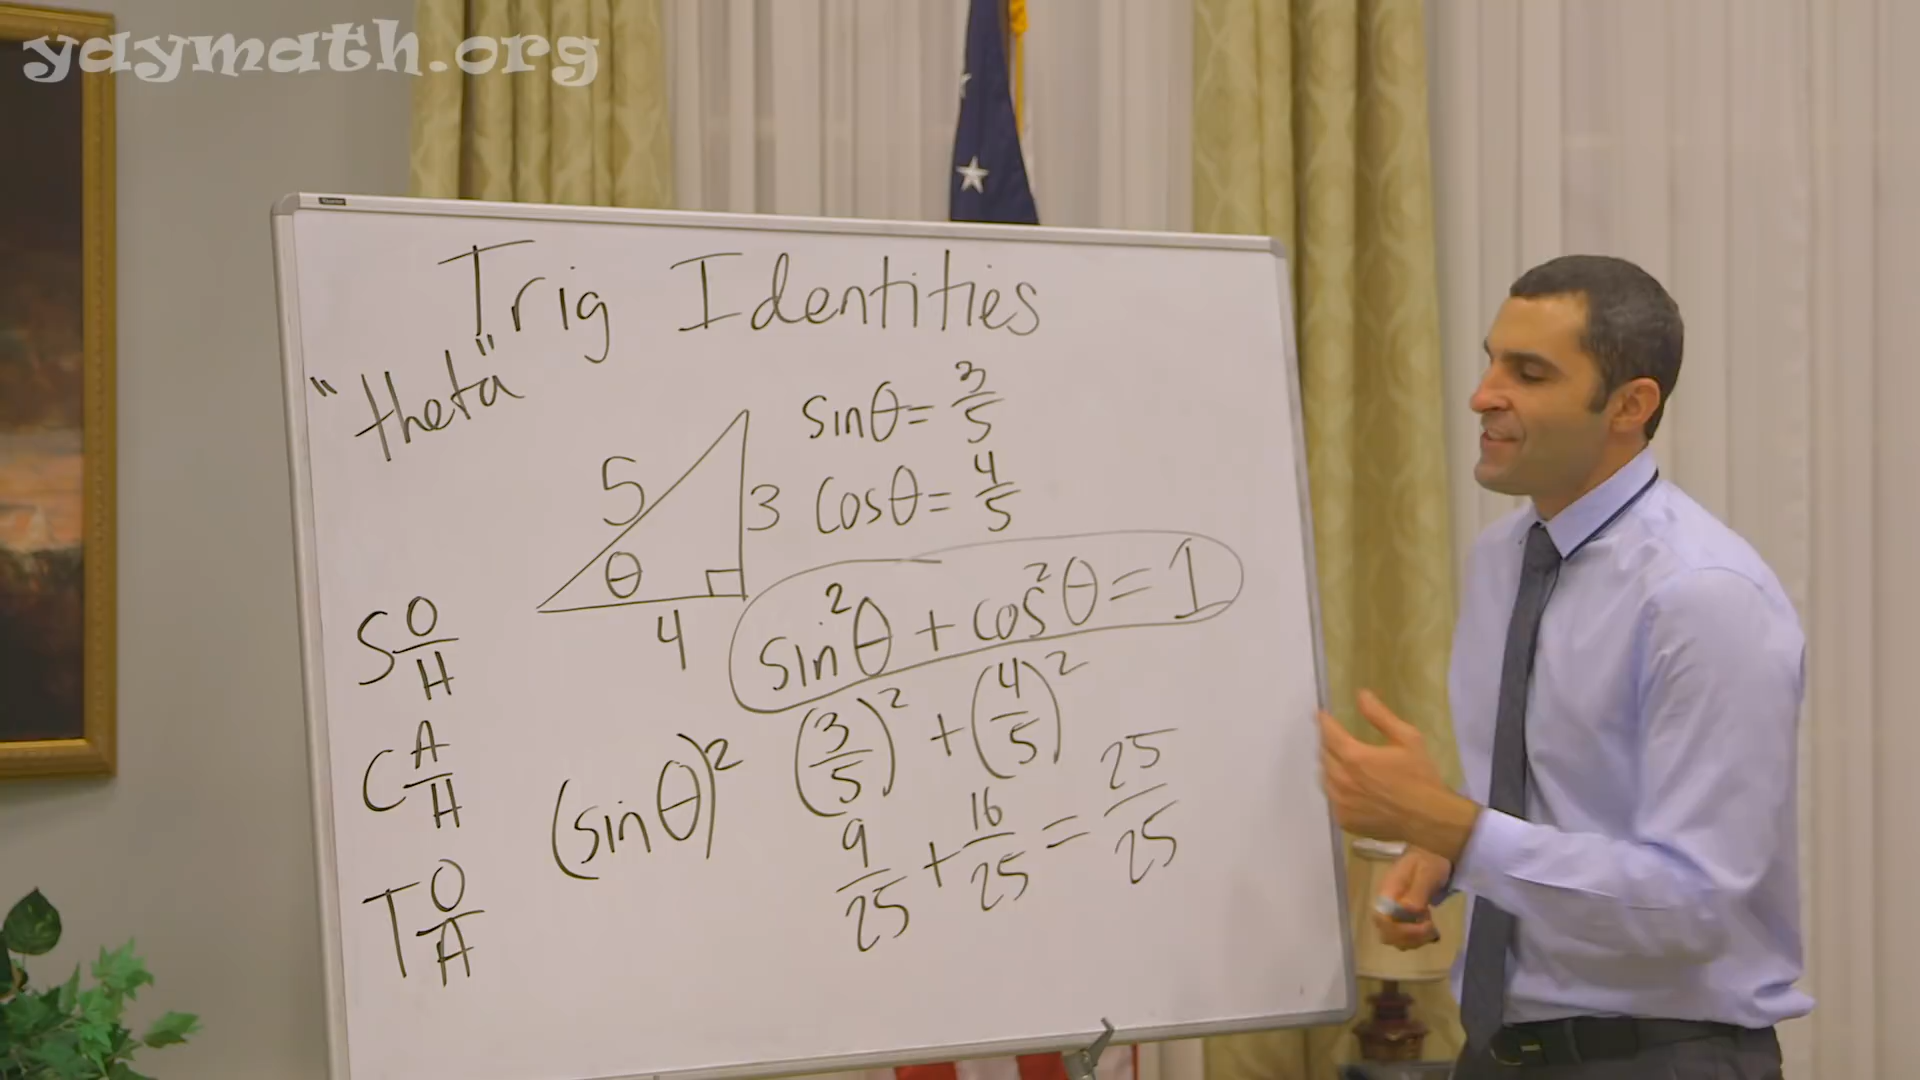 yaymath.org
Trig Identities
"theta"
sinθ = 3/5
5
3
cosθ = 4/5
θ
4
sin²θ + cos²θ = 1
S O/H
(3/5)² + (4/5)²
C A/H
(sinθ)²
9/25 + 16/25 = 25/25
T O/A